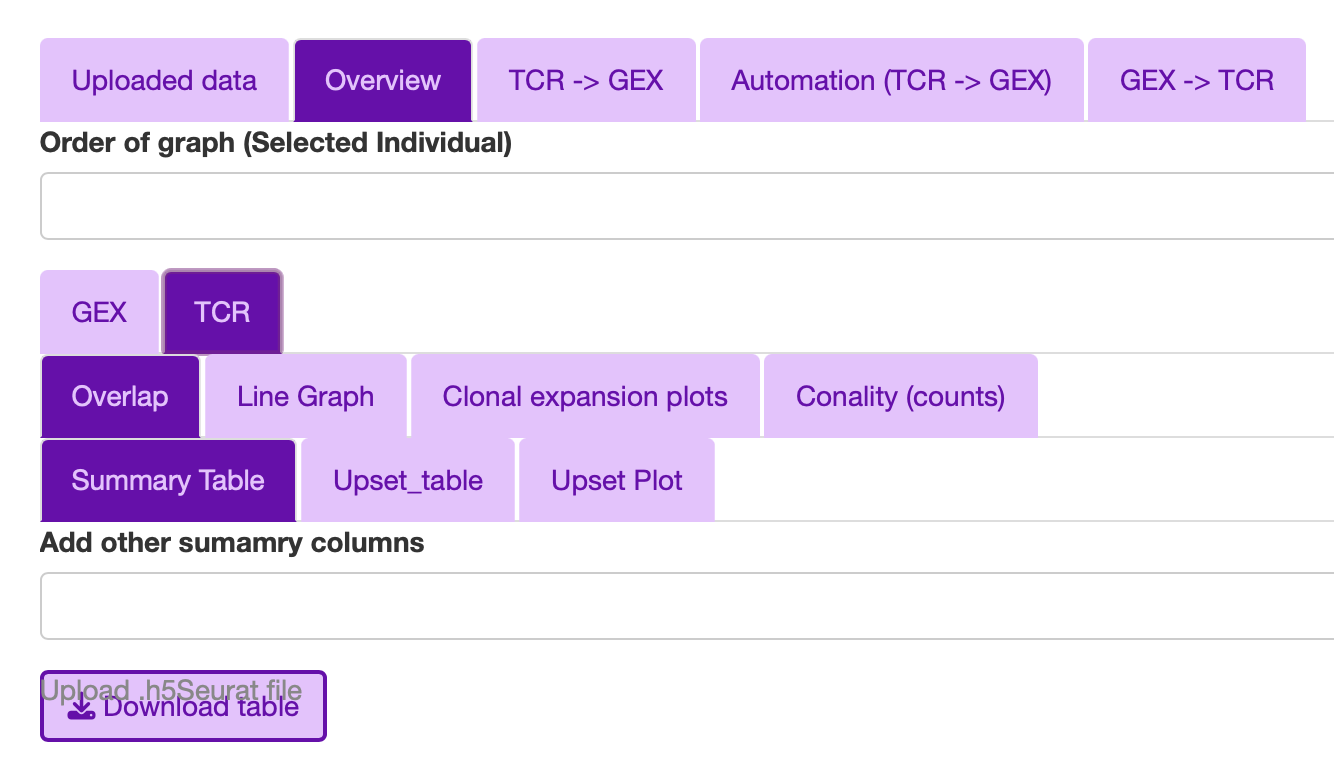 Uploaded data Overview TCR -> GEX Automation (TCR -> GEX) GEX -> TCR
Order of graph (Selected Individual)
GEX TCR
Overlap Line Graph Clonal expansion plots Conality (counts)
Summary Table Upset_table Upset Plot
Add other sumamry columns
Upload .h5Seurat file
Download table